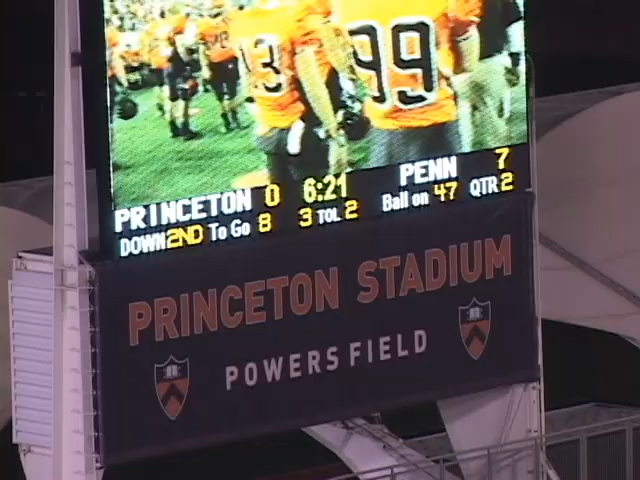 3 99
PRINCETON 0 6:21 PENN 7
DOWN 2ND To Go 8 3 TOL 2 Ball on 47 QTR 2
PRINCETON STADIUM
POWERS FIELD